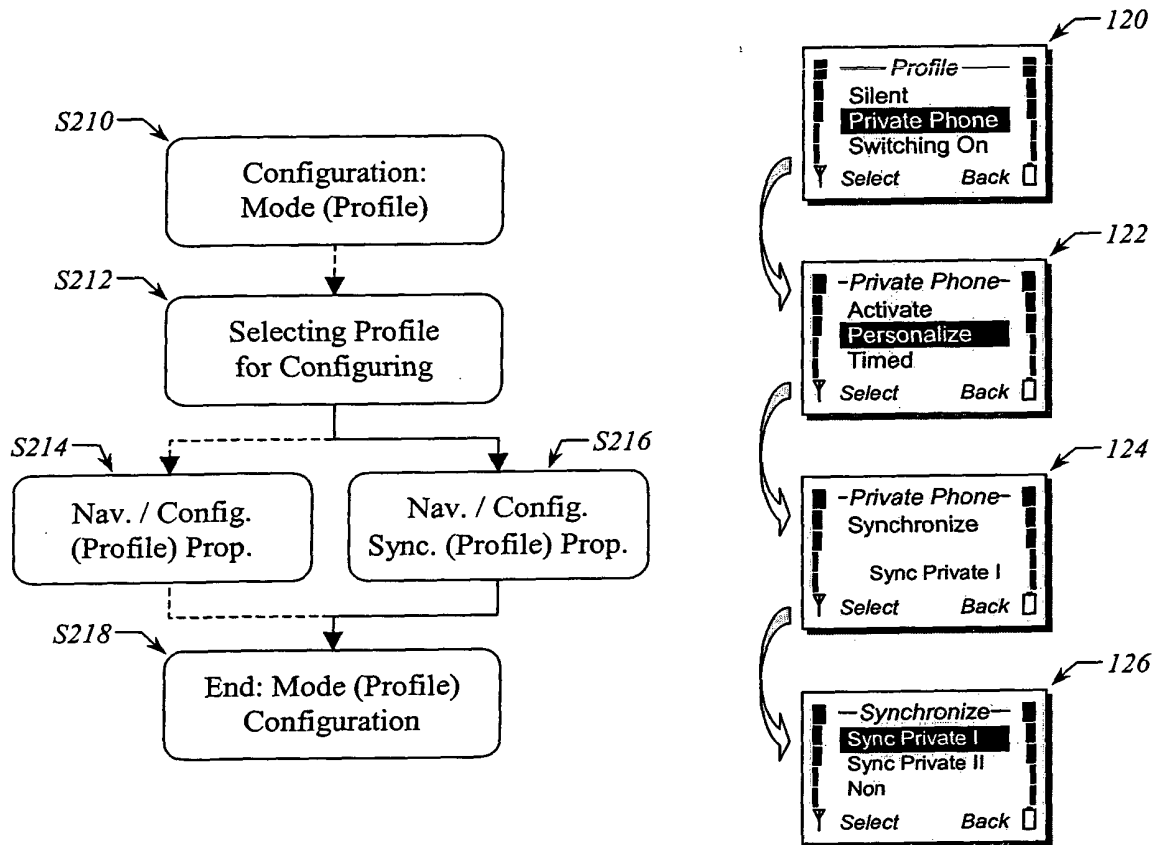 S210
Configuration:
Mode (Profile)
S212
Selecting Profile
for Configuring
S214
Nav. / Config.
(Profile) Prop.
S216
Nav. / Config.
Sync. (Profile) Prop.
S218
End: Mode (Profile)
Configuration
120
Profile
Silent
Private Phone
Switching On
Select Back
122
-Private Phone-
Activate
Personalize
Timed
Select Back
124
-Private Phone-
Synchronize
Sync Private I
Select Back
126
-Synchronize-
Sync Private I
Sync Private II
Non
Select Back